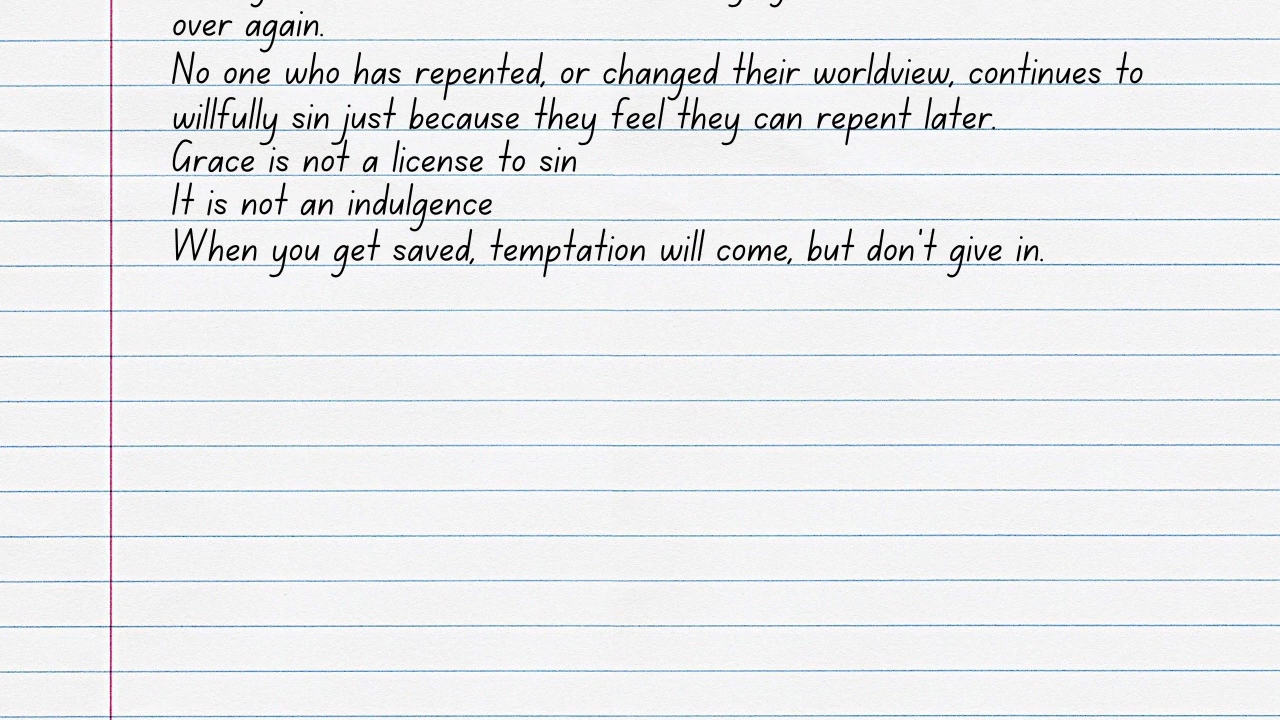 over again.
No one who has repented, or changed their worldview, continues to
willfully sin just because they feel they can repent later.
Grace is not a license to sin
It is not an indulgence
When you get saved, temptation will come, but don't give in.